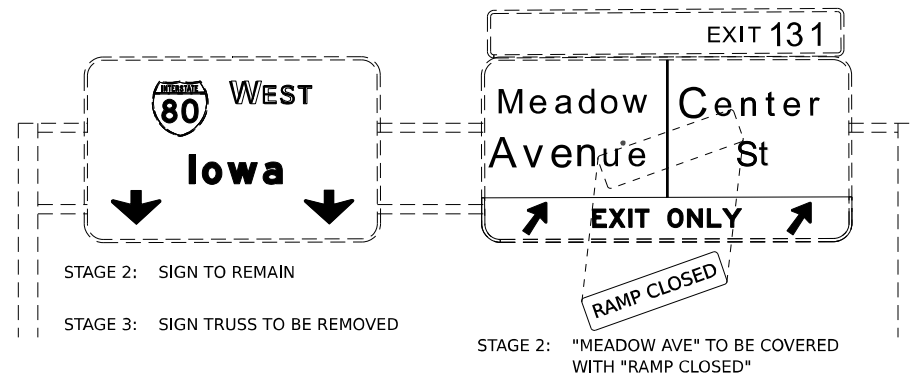 EXIT 131
INTERSTATE
80
WEST
Iowa
Meadow
Avenue
Center
St
EXIT ONLY
RAMP CLOSED
STAGE 2: SIGN TO REMAIN
STAGE 3: SIGN TRUSS TO BE REMOVED
STAGE 2: "MEADOW AVE" TO BE COVERED
WITH "RAMP CLOSED"